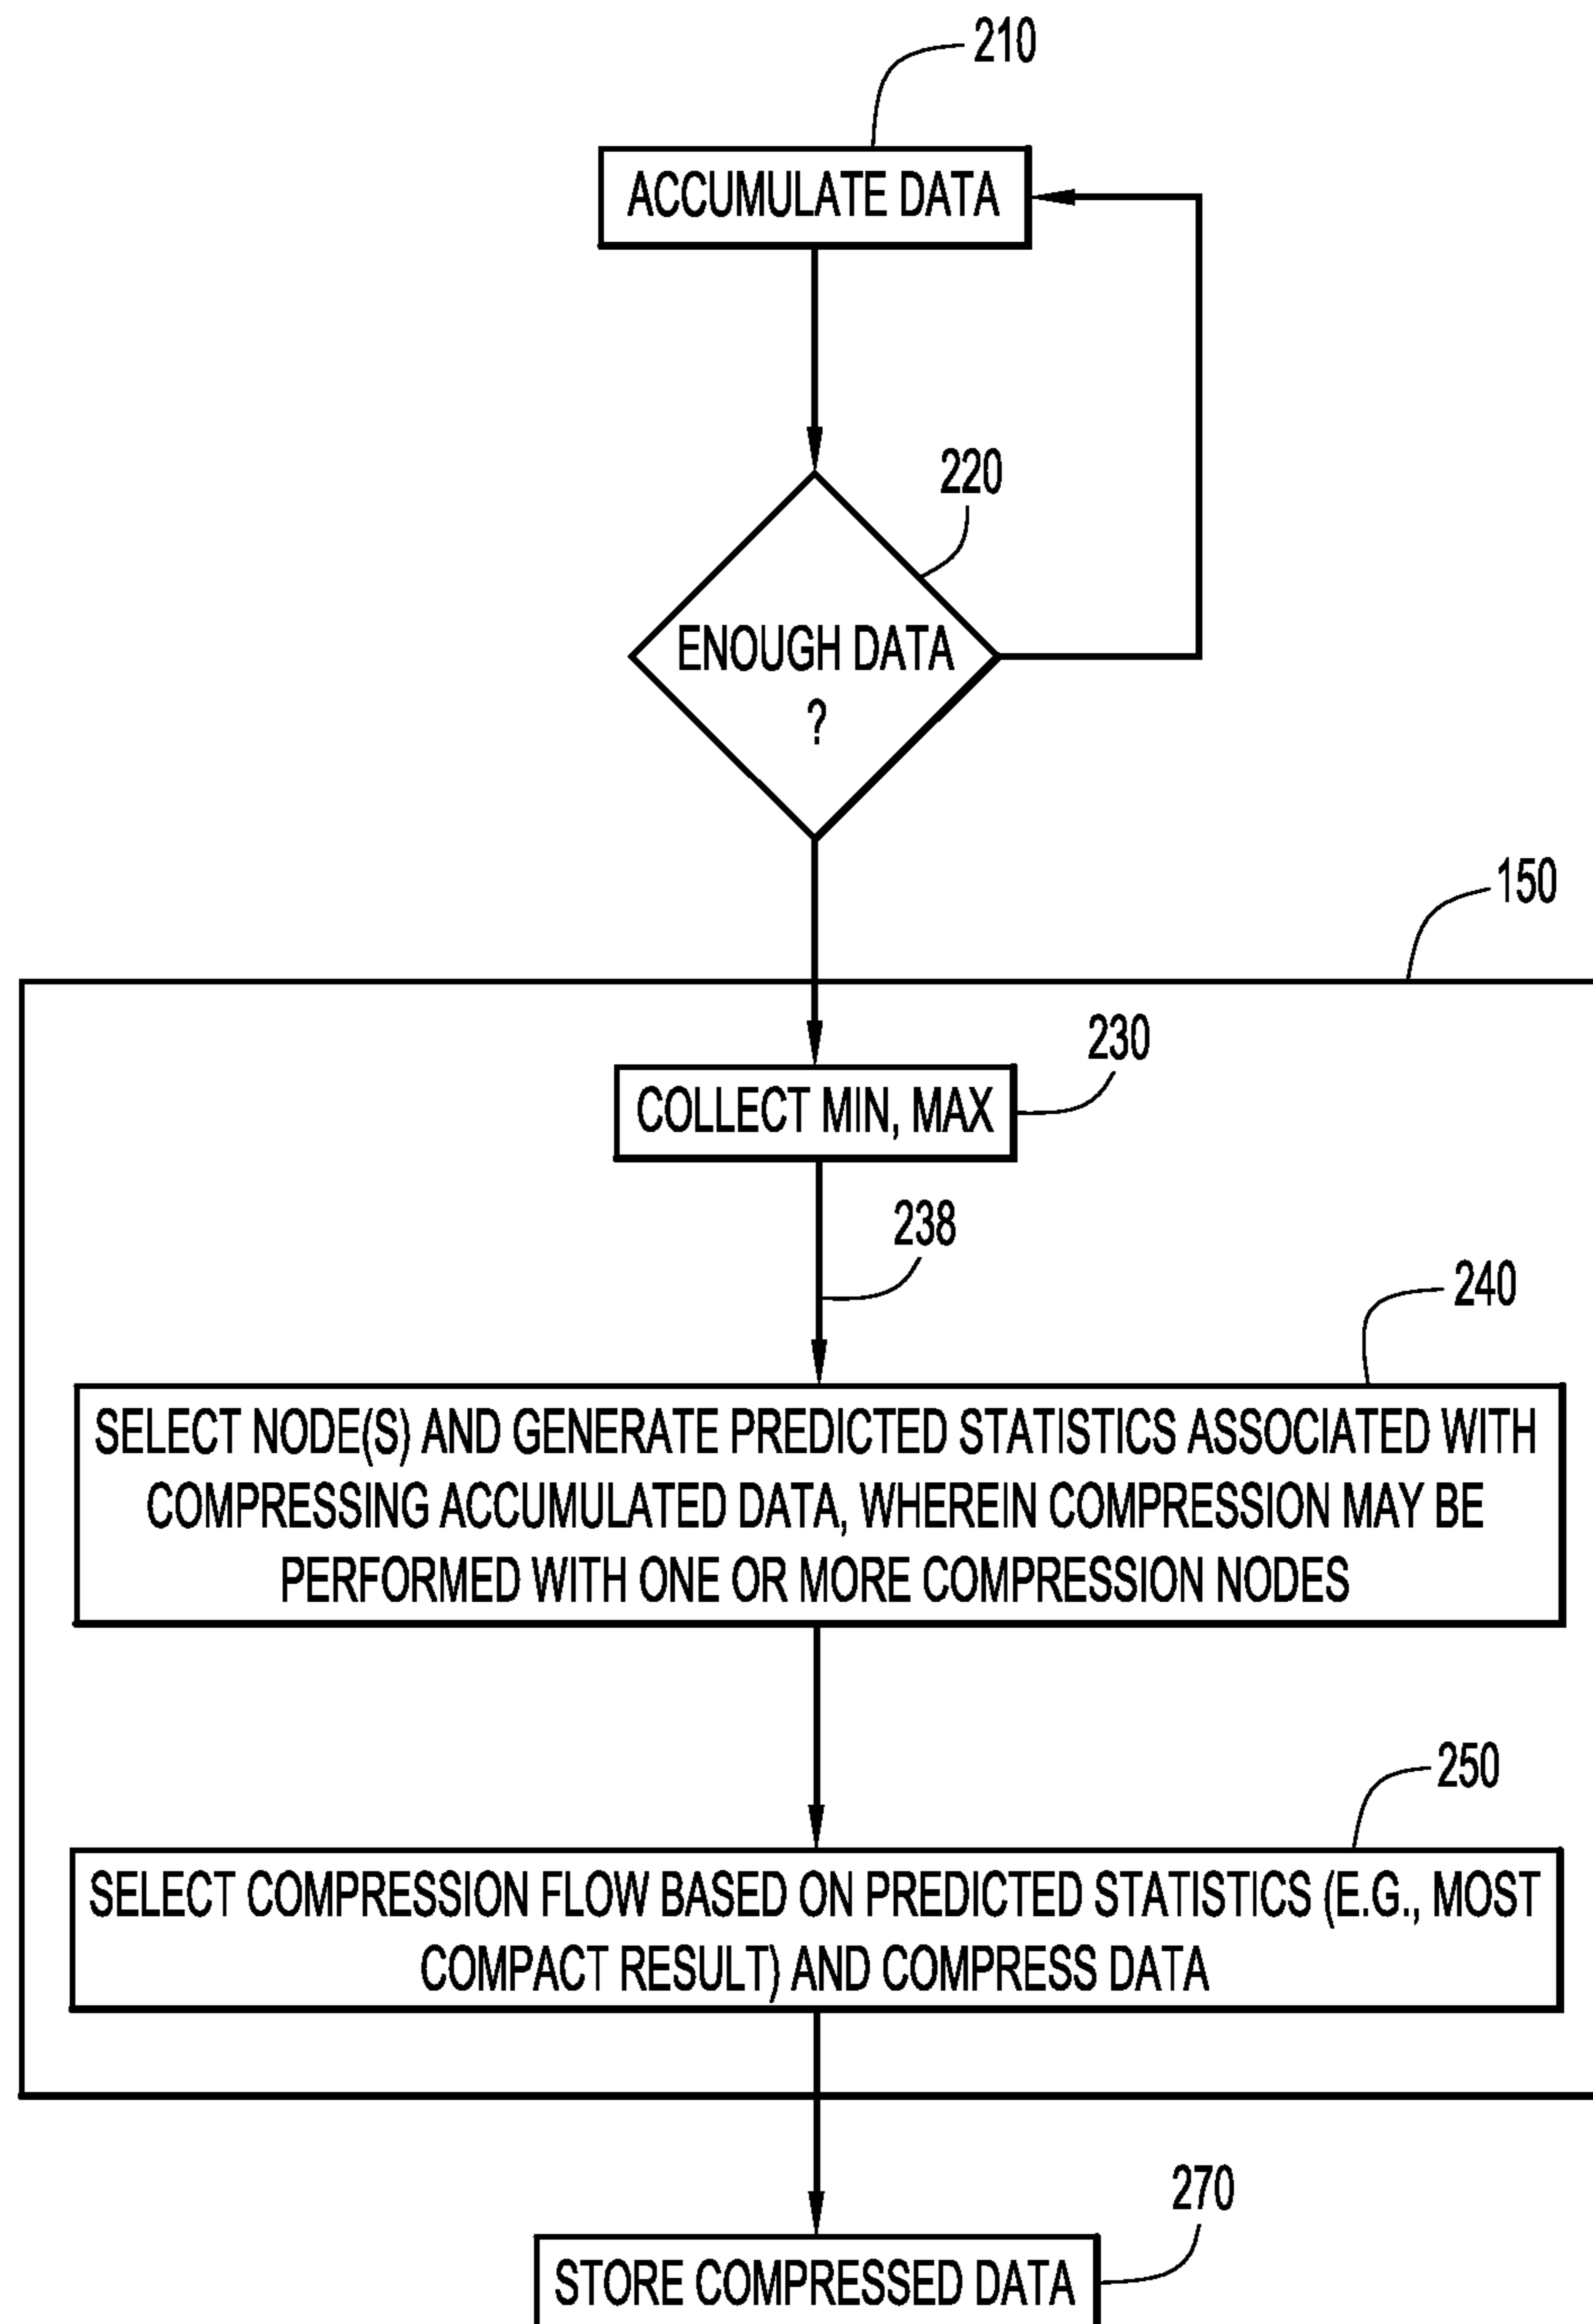 210
ACCUMULATE DATA
220
ENOUGH DATA
?
150
230
COLLECT MIN, MAX
238
240
SELECT NODE(S) AND GENERATE PREDICTED STATISTICS ASSOCIATED WITH
COMPRESSING ACCUMULATED DATA, WHEREIN COMPRESSION MAY BE
PERFORMED WITH ONE OR MORE COMPRESSION NODES
250
SELECT COMPRESSION FLOW BASED ON PREDICTED STATISTICS (E.G., MOST
COMPACT RESULT) AND COMPRESS DATA
270
STORE COMPRESSED DATA